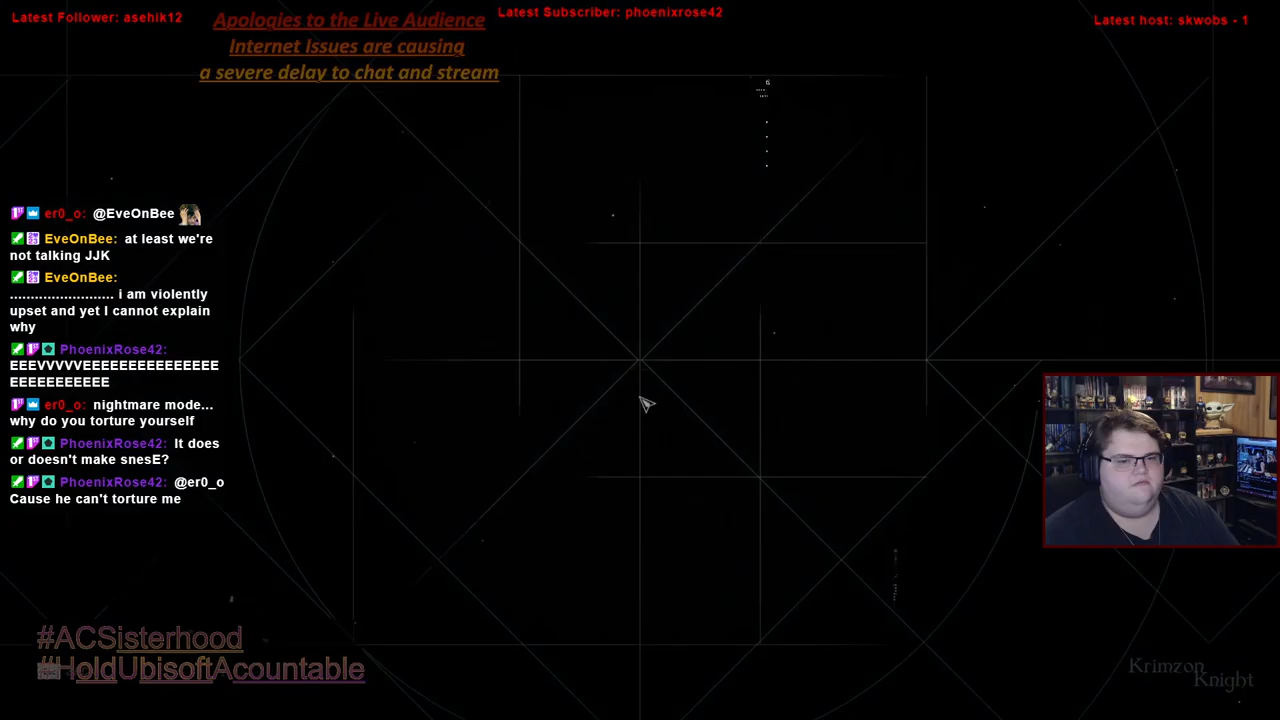 Latest Follower: asehik12
Apologies to the Live Audience
Internet Issues are causing
a severe delay to chat and stream
Latest Subscriber: phoenixrose42
Latest host: skwobs - 1
er0_o: @EveOnBee
EveOnBee: at least we're
not talking JJK
EveOnBee:
......................... i am violently
upset and yet I cannot explain
why
PhoenixRose42:
EEEVVVVVEEEEEEEEEEEEEEE
EEEEEEEEEEE
er0_o: nightmare mode...
why do you torture yourself
PhoenixRose42: It does
or doesn't make snesE?
PhoenixRose42: @er0_o
Cause he can't torture me
#ACSisterhood
#HoldUbisoftAcountable
Krimzon
Knight